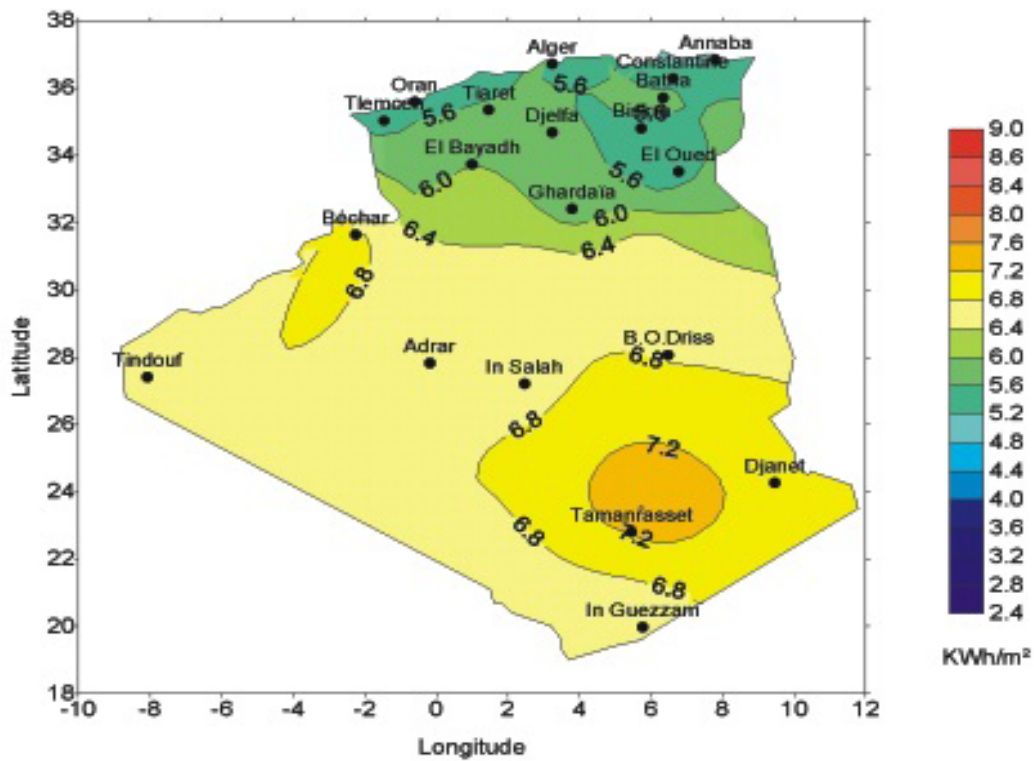 38
Annaba
Alger
Constantine
36
Oran
5.6
Batna
Tlemcen
5.6
Tiaret
Djelfa
Biskra
5.6
9.0
34
El Bayadh
El Oued
8.6
6.0
5.6
8.4
Ghardaïa
8.0
32
Béchar
6.4
6.0
7.6
6.4
7.2
30
6.8
6.8
6.4
28
Tindouf
Adrar
B.O.Driss
6.0
In Salah
6.8
5.6
26
6.8
5.2
7.2
4.8
Djanet
4.4
24
4.0
Tamanrasset
3.6
22
6.8
7.2
3.2
6.8
2.8
20
In Guezzam
2.4
KWh/m²
18
-10 -8 -6 -4 -2 0 2 4 6 8 10 12
Latitude
Longitude